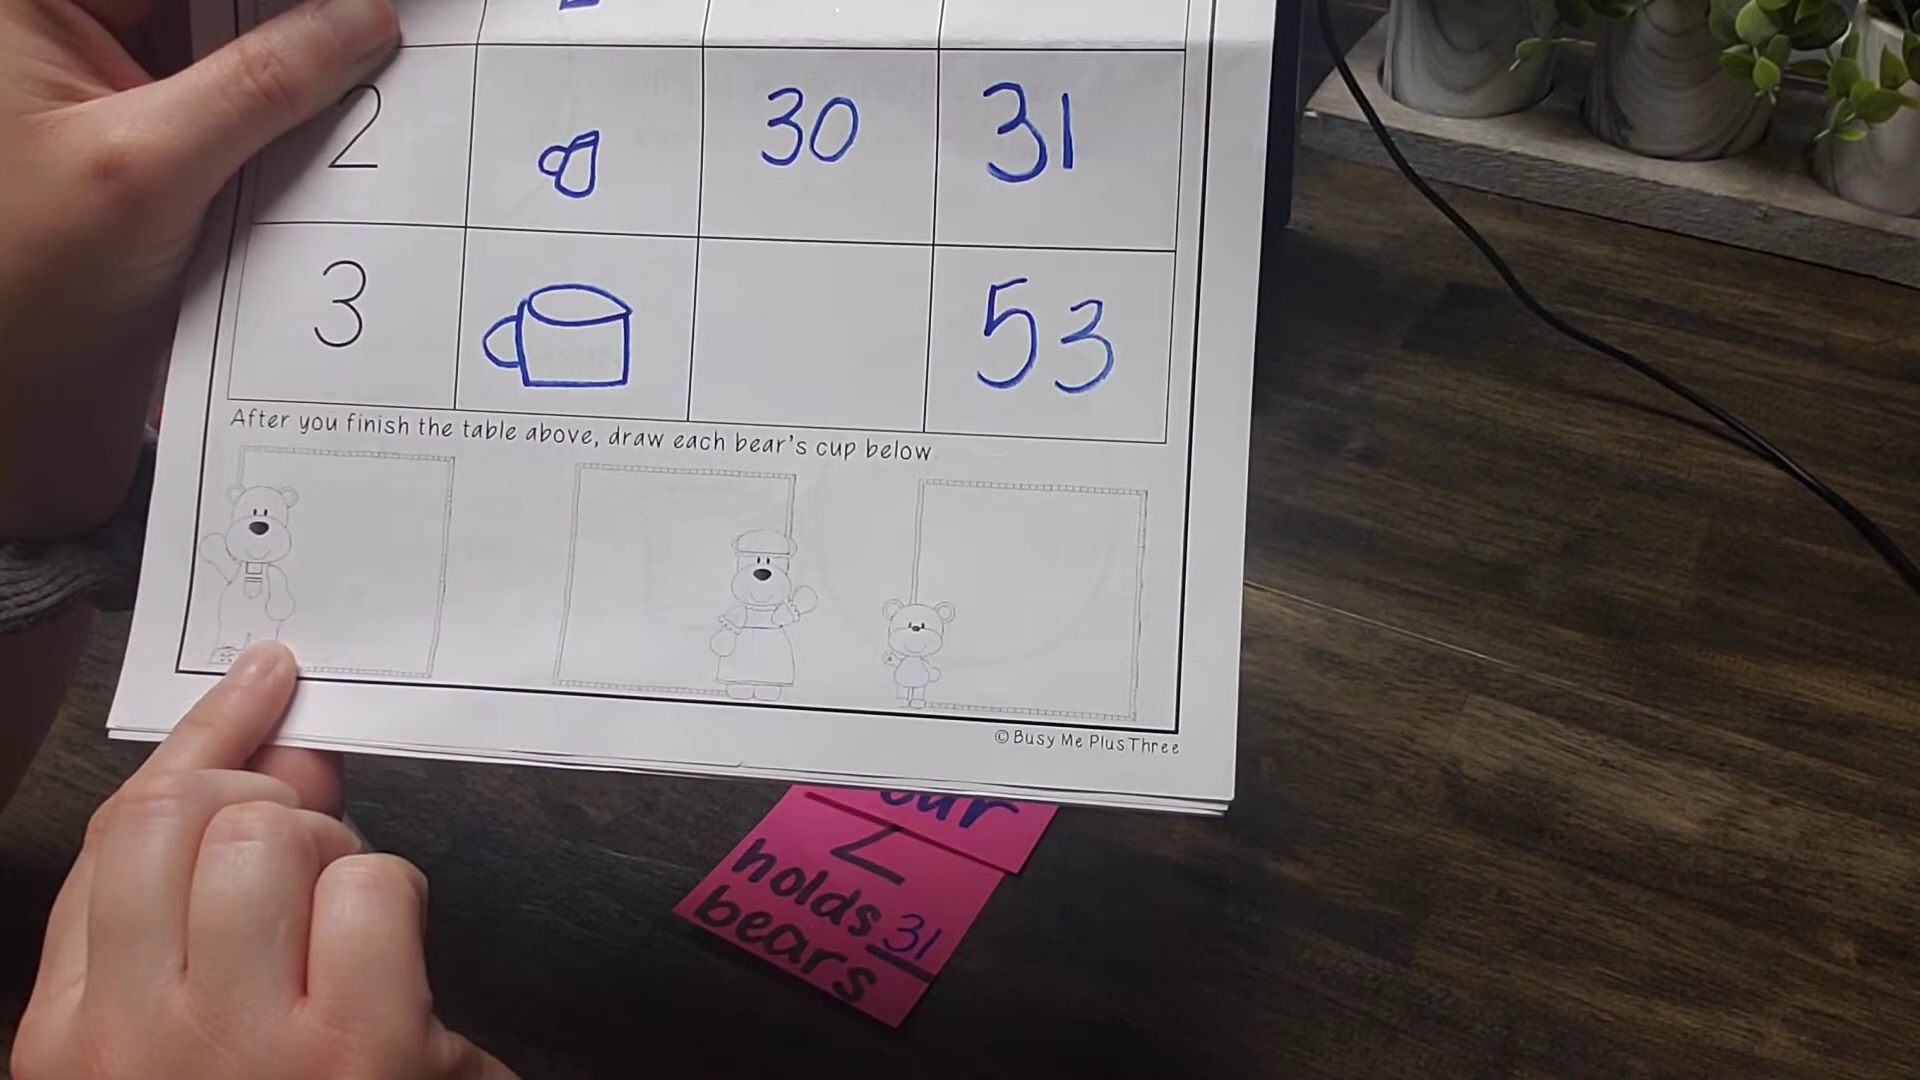 2 30 31
3 53
After you finish the table above, draw each bear's cup below
© Busy Me Plus Three
holds 31
bears